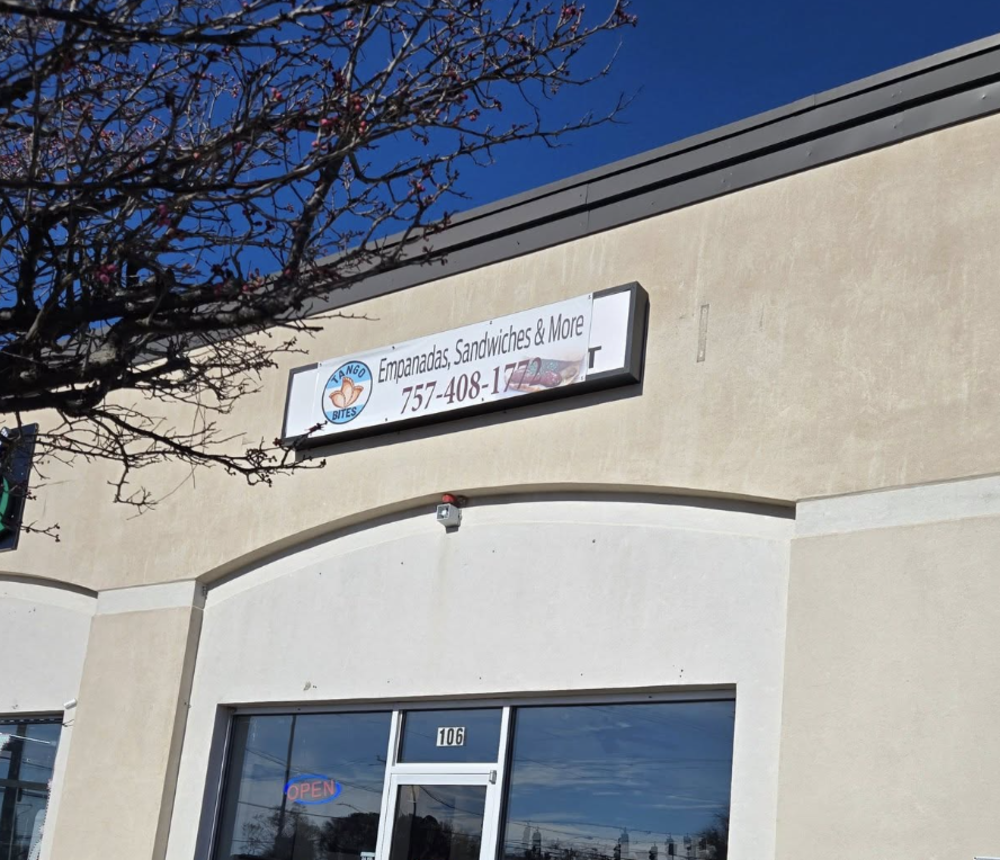 TANGO
BITES
Empanadas, Sandwiches & More
757-408-1772
T
106
OPEN